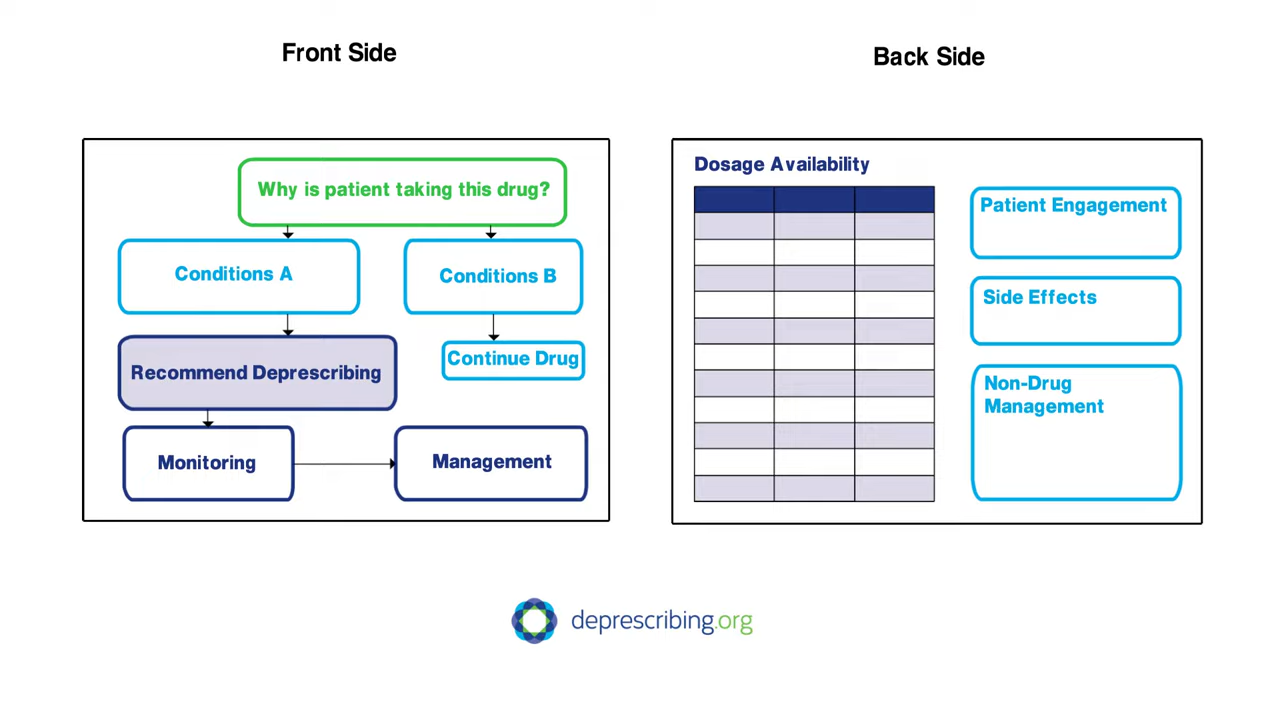 Front Side
Why is patient taking this drug?
Conditions A
Conditions B
Recommend Deprescribing
Continue Drug
Monitoring
Management
Back Side
Dosage Availability
Patient Engagement
Side Effects
Non-Drug
Management
deprescribing.org